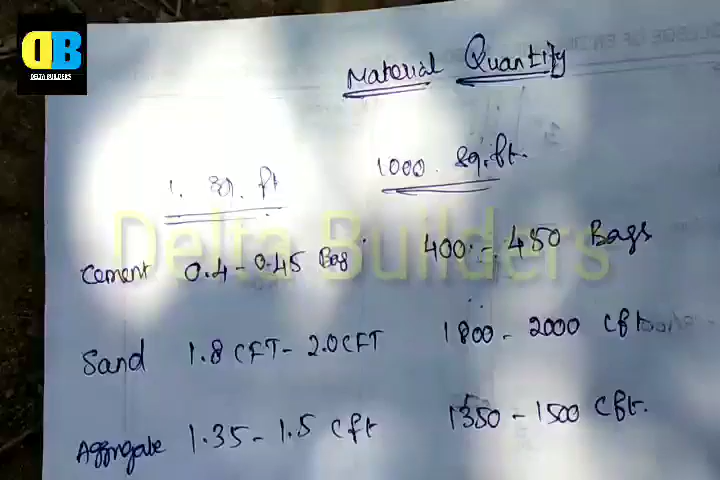 DB
DELTA BUILDERS
Material Quantity
1. sq. ft 1000. sq.ft.
Delta Builders
Cement 0.4 - 0.45 Bag 400 - 450 Bags
Sand 1.8 CFT - 2.0 CFT 1800 - 2000 cft
Aggregate 1.35 - 1.5 cft 1350 - 1500 Cft.